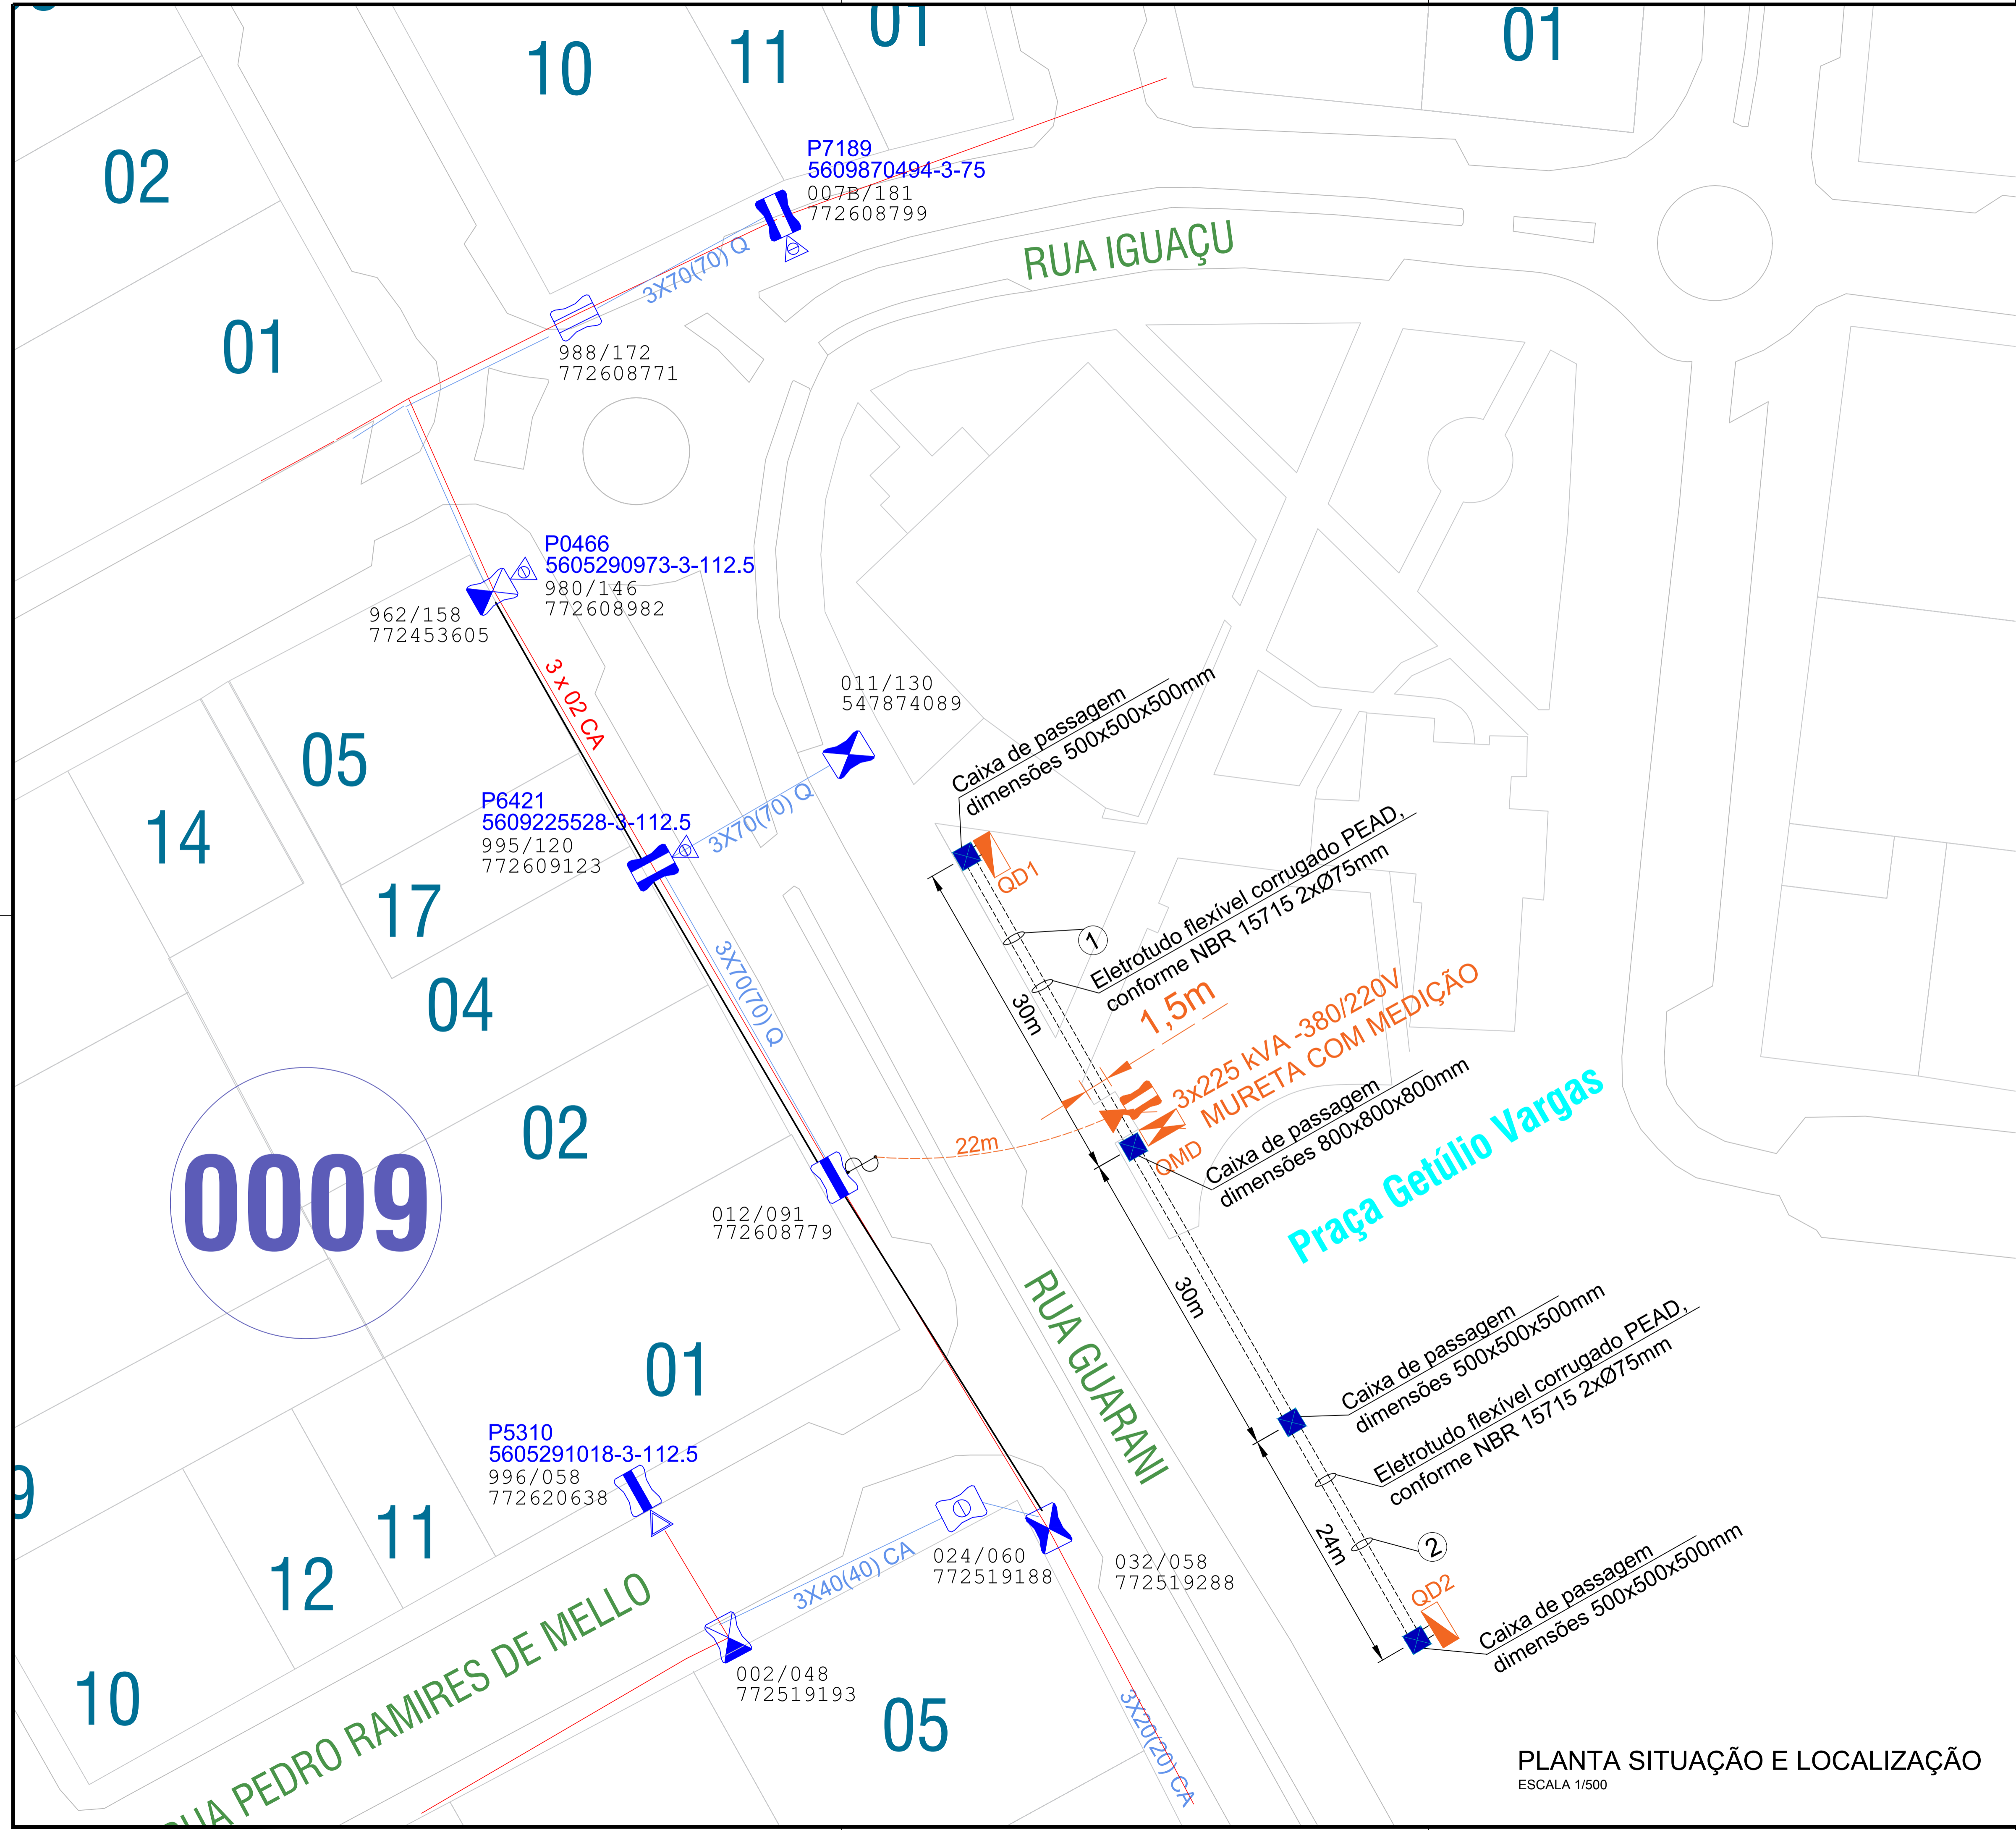 10
11
01
01
02
P7189
5609870494-3-75
007B/181
772608799
RUA IGUAÇU
3X70(70) Q
01
988/172
772608771
P0466
5605290973-3-112.5
980/146
772608982
962/158
772453605
3 x 02 CA
011/130
547874089
Caixa de passagem
dimensões 500x500x500mm
05
P6421
5609225528-3-112.5
995/120
772609123
3X70(70) Q
14
QD1
17
1
Eletrotudo flexível corrugado PEAD,
conforme NBR 15715 2xØ75mm
3X70(70) Q
30m
04
1,5m
3x225 kVA -380/220V
MURETA COM MEDIÇÃO
02
22m
QMD
Caixa de passagem
dimensões 800x800x800mm
Praça Getúlio Vargas
0009
012/091
772608779
30m
RUA GUARANI
01
Caixa de passagem
dimensões 500x500x500mm
Eletrotudo flexível corrugado PEAD,
conforme NBR 15715 2xØ75mm
P5310
5605291018-3-112.5
996/058
772620638
9
11
12
3X40(40) CA
024/060
772519188
032/058
772519288
24m
2
QD2
Caixa de passagem
dimensões 500x500x500mm
RUA PEDRO RAMIRES DE MELLO
002/048
772519193
10
05
3X20(20) CA
PLANTA SITUAÇÃO E LOCALIZAÇÃO
ESCALA 1/500